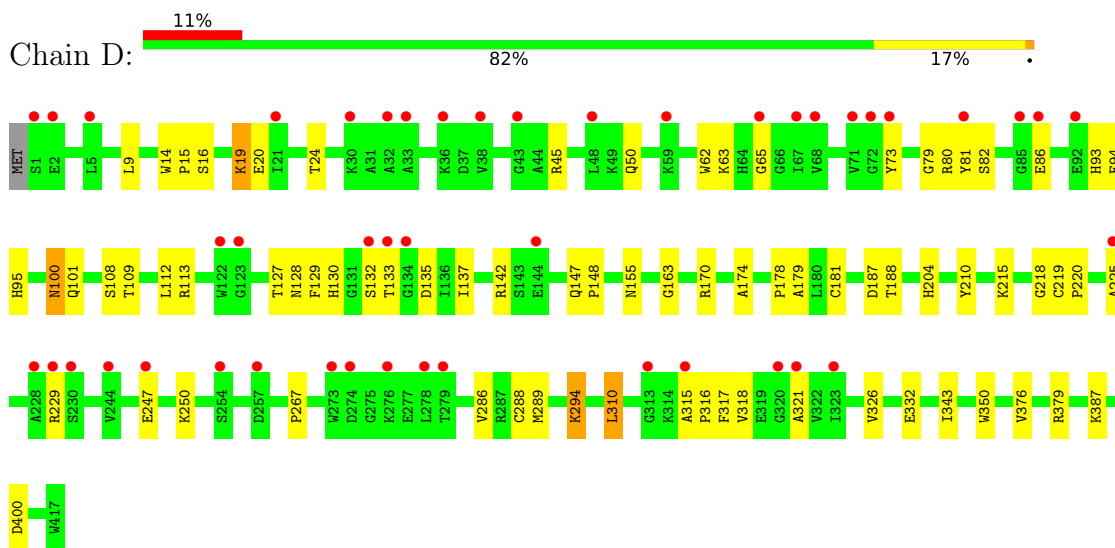 11%
Chain D:
82% 17% •
MET S1 E2 L5 L9 W14 P15 S16 K19 E20 I21 T24 K30 A31 A32 A33 K36 D37 V38 G43 A44 R45 L48 K49 Q50 K59 W62 K63 H64 G65 G66 I67 V68 V71 G72 Y73 G79 R80 Y81 S82 G85 E86 E92 H93
H95 N100 Q101 S108 T109 L112 R113 W122 G123 T127 N128 F129 H130 G131 S132 T133 G134 D135 I136 I137 R142 S143 E144 Q147 P148 N155 G163 R170 A174 P178 A179 L180 C181 D187 T188 H204 Y210 K215 G218 C219 P220 A225
A228 R229 S230 V244 E247 K250 S254 D257 P267 W273 D274 G275 K276 E277 L278 T279 V286 R287 C288 M289 K294 L310 G313 K314 A315 P316 F317 V318 E319 G320 A321 V322 I323 V326 E332 I343 W350 V376 R379 K387
D400 W417